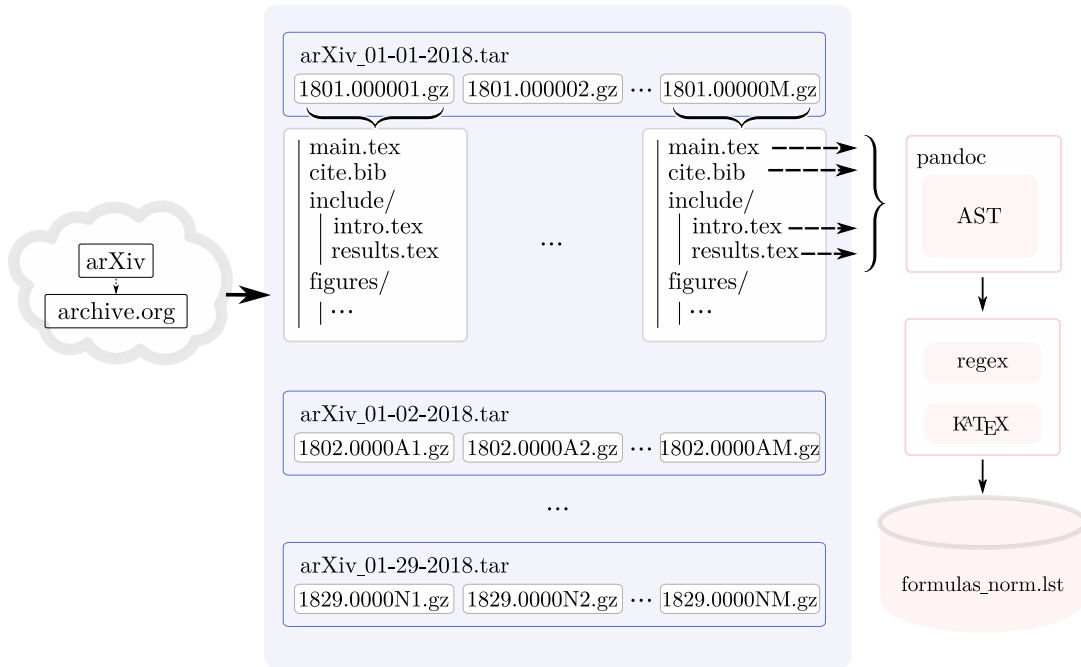 arXiv
archive.org
arXiv_01-01-2018.tar
1801.000001.gz 1801.000002.gz ... 1801.00000M.gz
main.tex
cite.bib
include/
intro.tex
results.tex
figures/
...
...
main.tex
cite.bib
include/
intro.tex
results.tex
figures/
...
arXiv_01-02-2018.tar
1802.0000A1.gz 1802.0000A2.gz ... 1802.0000AM.gz
...
arXiv_01-29-2018.tar
1829.0000N1.gz 1829.0000N2.gz ... 1829.0000NM.gz
pandoc
AST
regex
KATEX
formulas_norm.lst